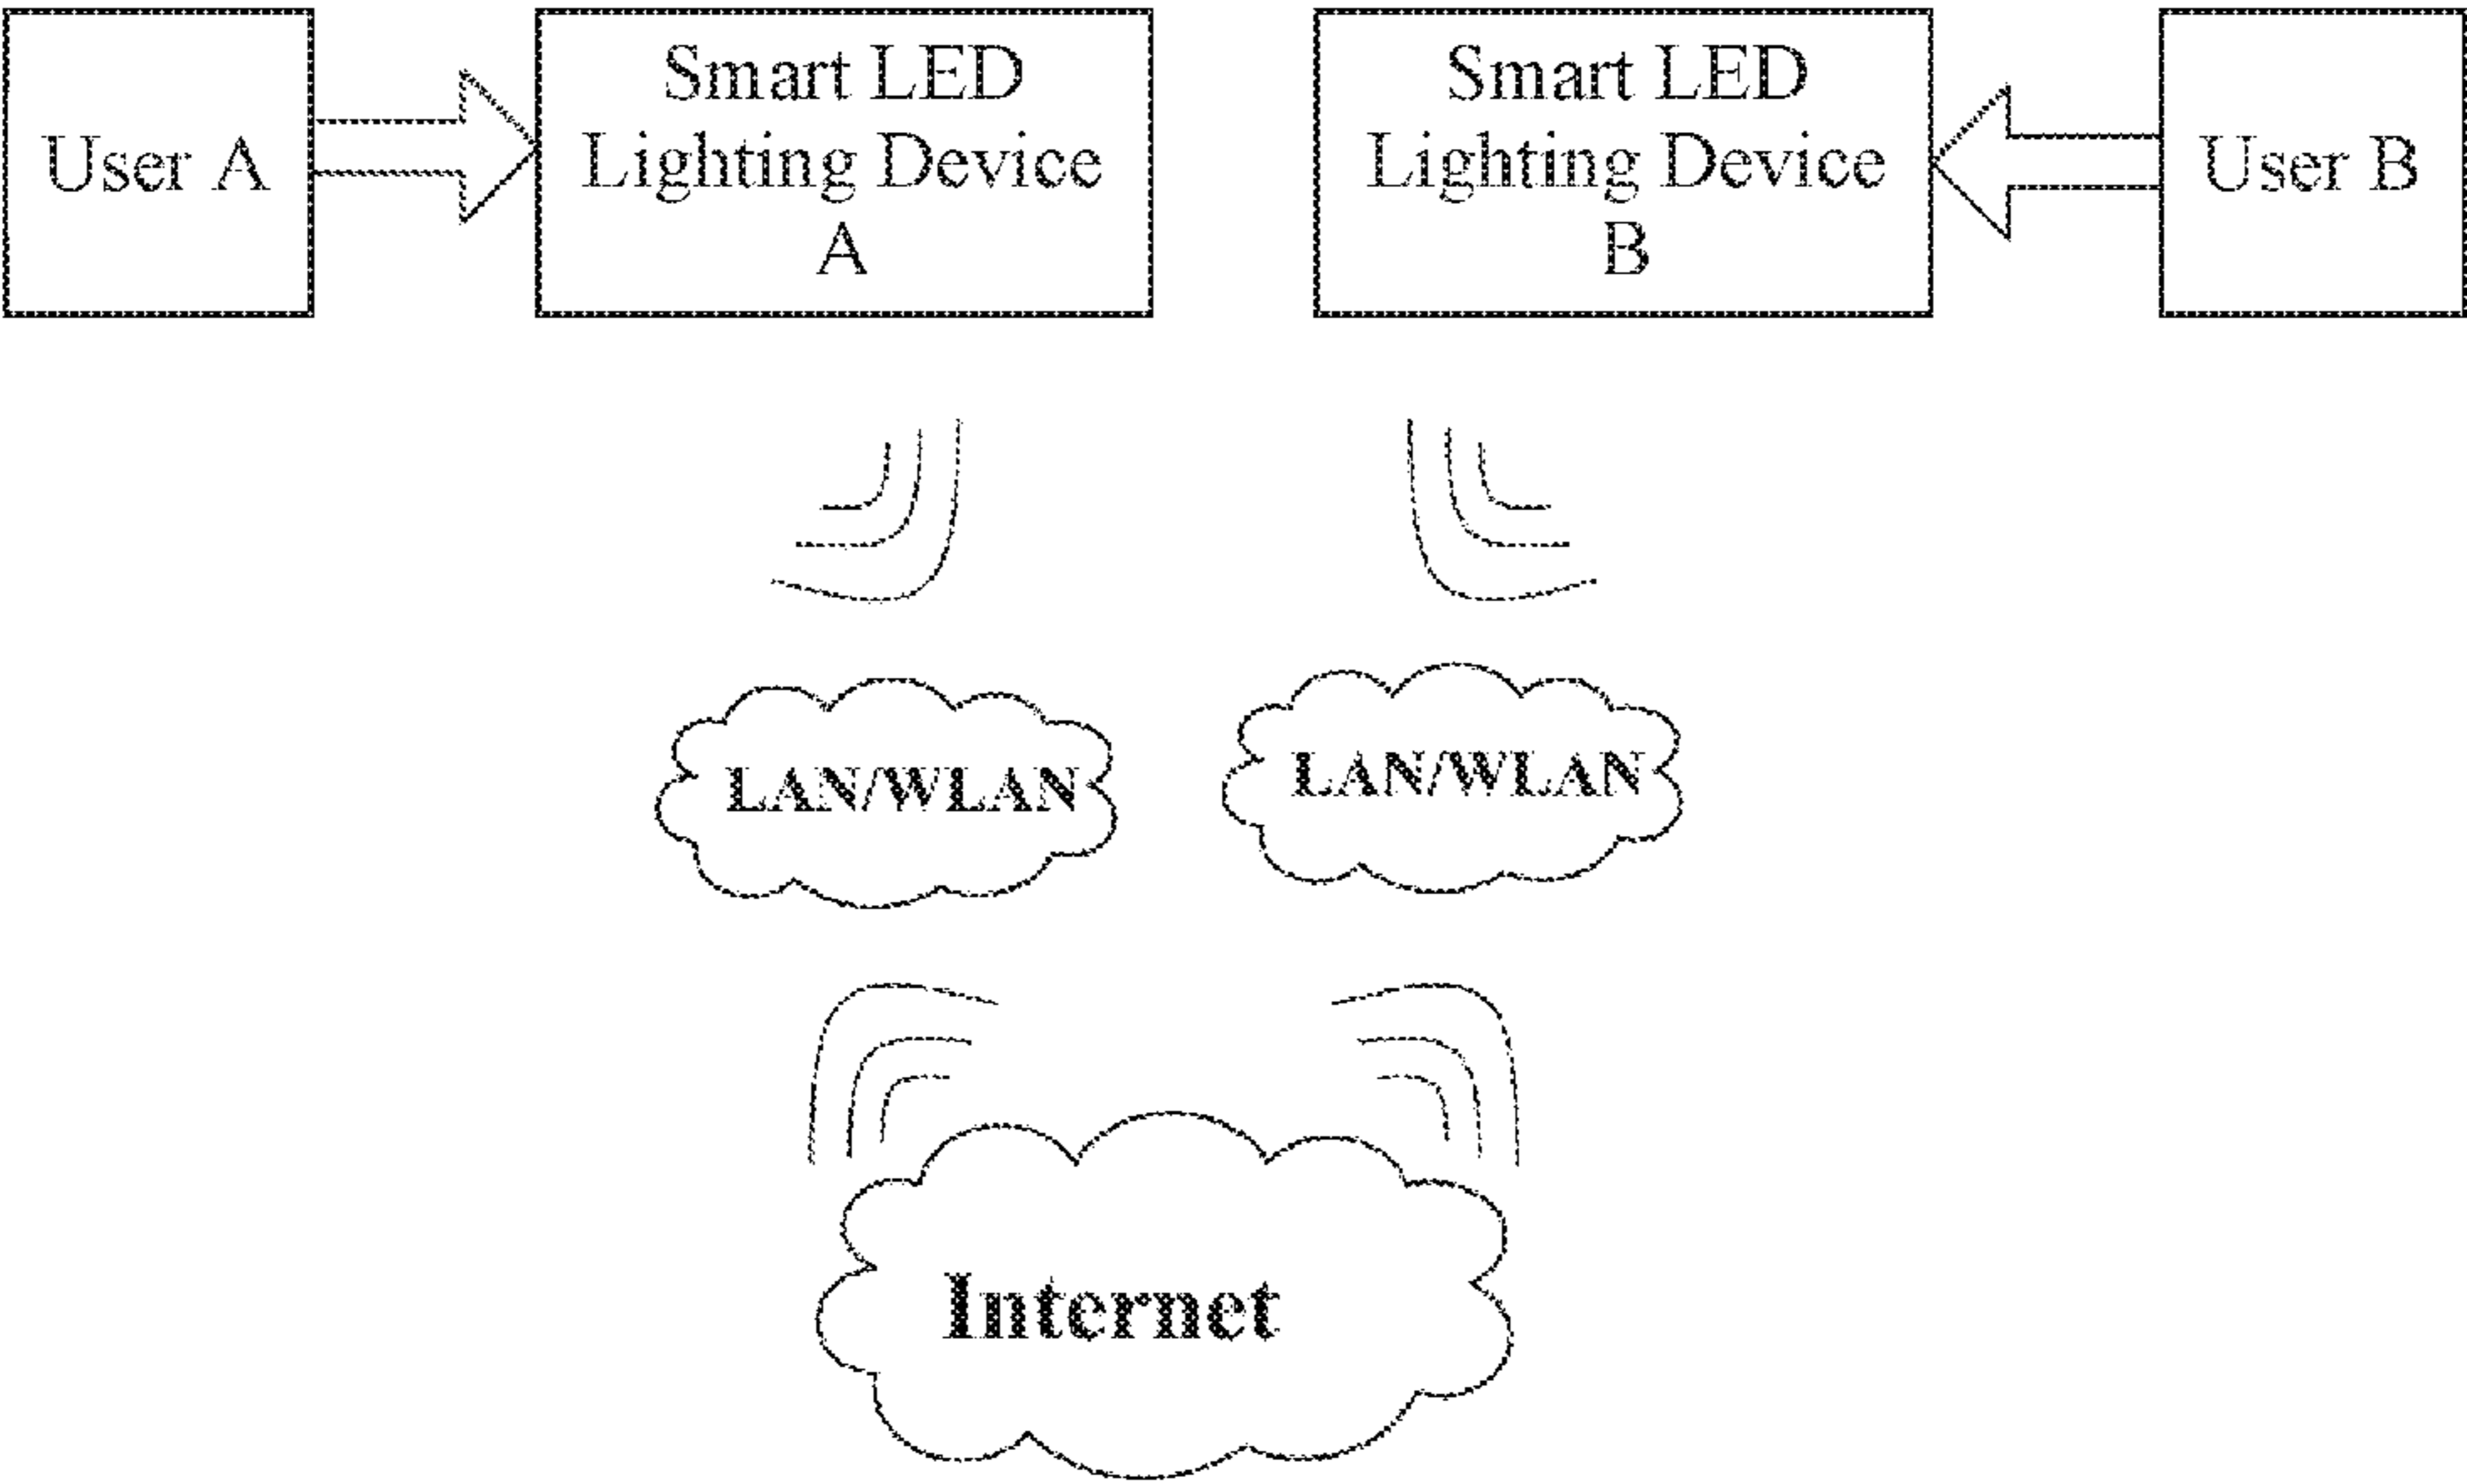 User A
Smart LED
Lighting Device
A
Smart LED
Lighting Device
B
User B
LAN/WLAN
LAN/WLAN
Internet